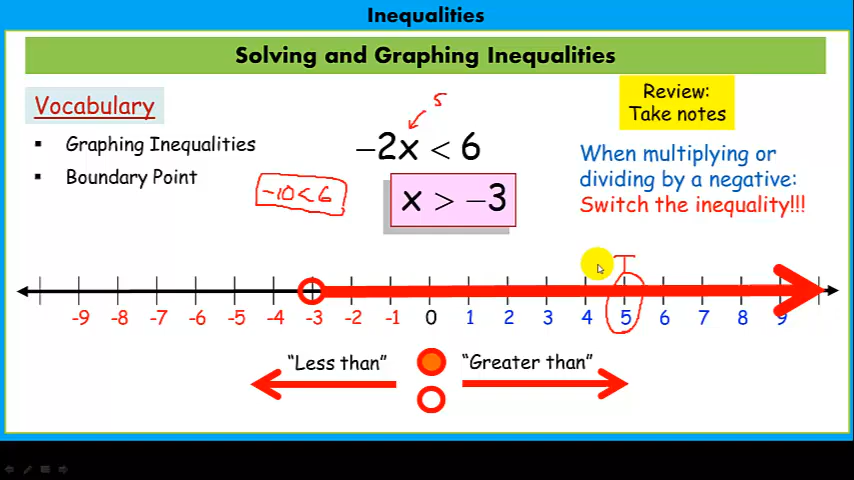 Inequalities
Solving and Graphing Inequalities
Vocabulary
▪ Graphing Inequalities
▪ Boundary Point
5
−2x < 6
-10 < 6
x > −3
Review:
Take notes
When multiplying or
dividing by a negative:
Switch the inequality!!!
T
-9 -8 -7 -6 -5 -4 -3 -2 -1 0 1 2 3 4 5 6 7 8 9
“Less than” “Greater than”